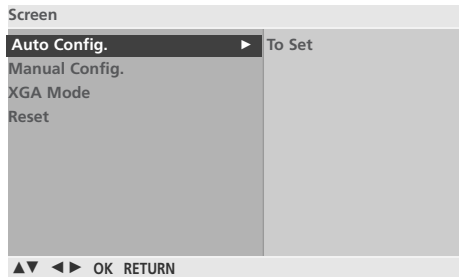 Screen
Auto Config. ► To Set
Manual Config.
XGA Mode
Reset
▲▼ ◄► OK RETURN